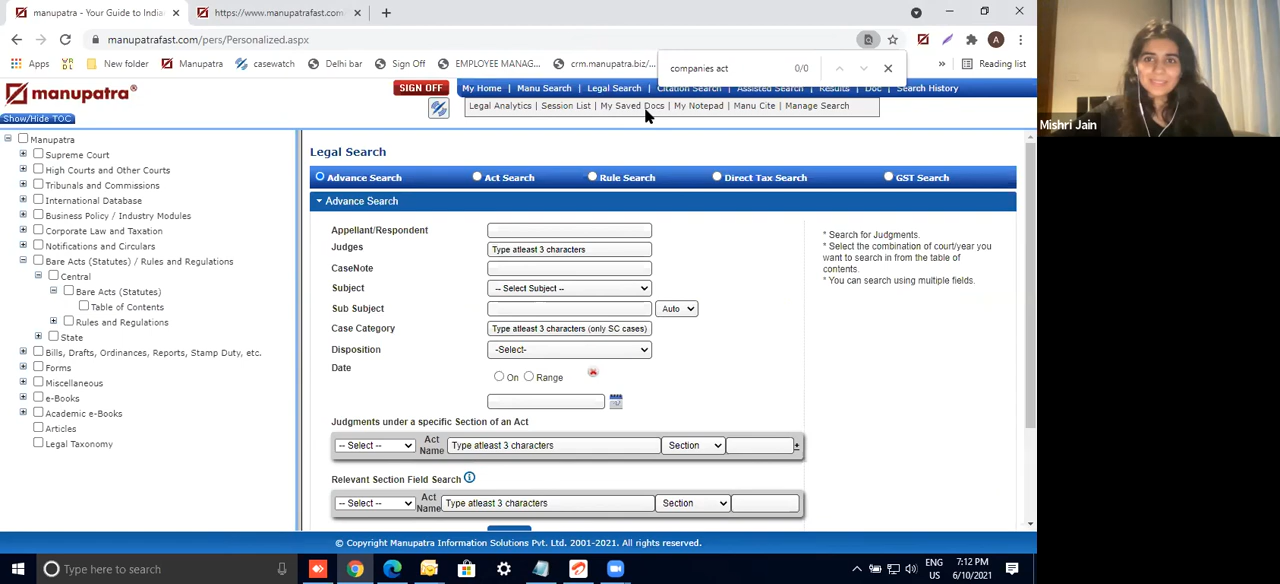 manupatra - Your Guide to India
https://www.manupatrafast.com/
manupatrafast.com/pers/Personalized.aspx
Apps
New folder
Manupatra
casewatch
Delhi bar
Sign Off
EMPLOYEE MANAG...
crm.manupatra.biz/...
»
Reading list
companies act 0/0
manupatra®
SIGN OFF
My Home | Manu Search | Legal Search | Citation Search | Assisted Search | Results | Doc | Search History
Legal Analytics | Session List | My Saved Docs | My Notepad | Manu Cite | Manage Search
Show/Hide TOC
Mishri Jain
Manupatra
Supreme Court
High Courts and Other Courts
Tribunals and Commissions
International Database
Business Policy / Industry Modules
Corporate Law and Taxation
Notifications and Circulars
Bare Acts (Statutes) / Rules and Regulations
Central
Bare Acts (Statutes)
Table of Contents
Rules and Regulations
State
Bills, Drafts, Ordinances, Reports, Stamp Duty, etc.
Forms
Miscellaneous
e-Books
Academic e-Books
Articles
Legal Taxonomy
Legal Search
Advance Search Act Search Rule Search Direct Tax Search GST Search
Advance Search
Appellant/Respondent
Judges Type atleast 3 characters
CaseNote
Subject -- Select Subject --
Sub Subject Auto
Case Category Type atleast 3 characters (only SC cases)
Disposition -Select-
Date
On Range
* Search for Judgments.
* Select the combination of court/year you
want to search in from the table of
contents.
* You can search using multiple fields.
Judgments under a specific Section of an Act
-- Select -- Act Name Type atleast 3 characters Section
Relevant Section Field Search
-- Select -- Act Name Type atleast 3 characters Section
© Copyright Manupatra Information Solutions Pvt. Ltd. 2001-2021. All rights reserved.
Type here to search
ENG
US
7:12 PM
6/10/2021